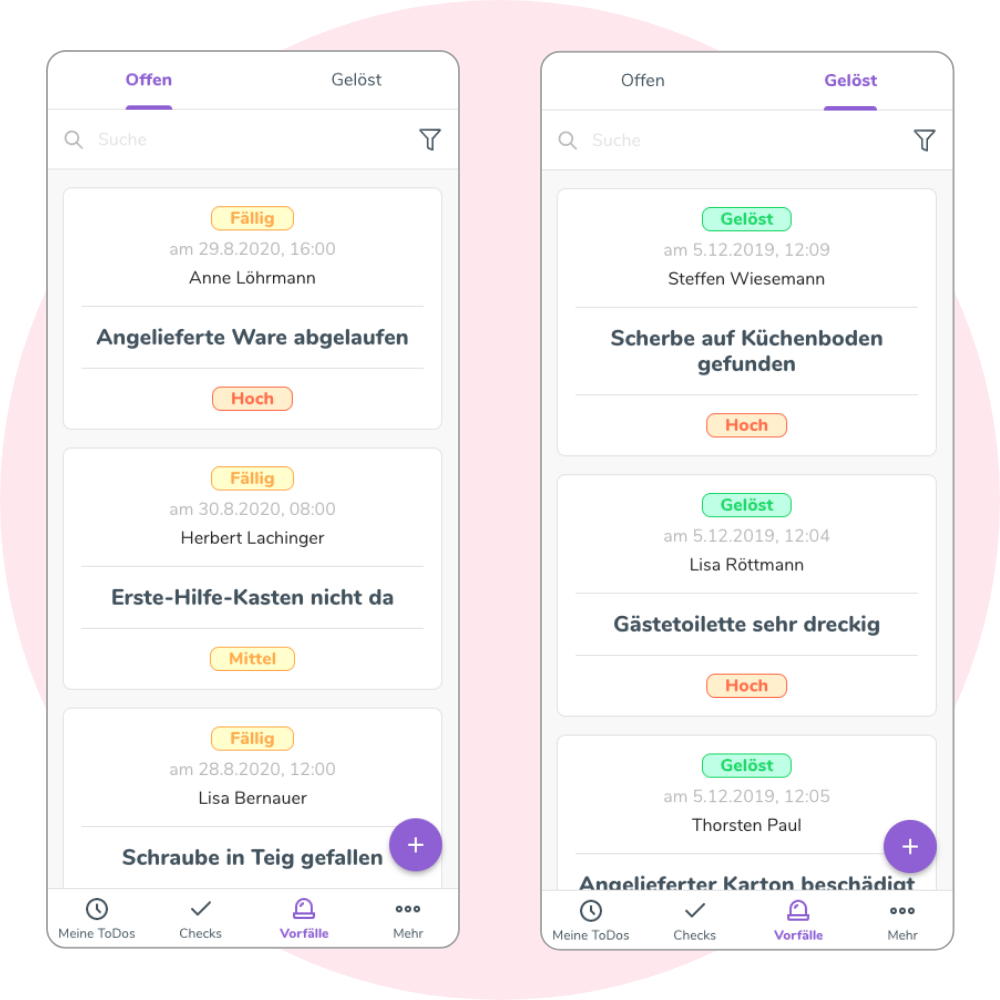 Offen Gelöst
Suche
Fällig
am 29.8.2020, 16:00
Anne Löhrmann
Angelieferte Ware abgelaufen
Hoch
Fällig
am 30.8.2020, 08:00
Herbert Lachinger
Erste-Hilfe-Kasten nicht da
Mittel
Fällig
am 28.8.2020, 12:00
Lisa Bernauer
Schraube in Teig gefallen
+
Meine ToDos Checks Vorfälle Mehr
Offen Gelöst
Suche
Gelöst
am 5.12.2019, 12:09
Steffen Wiesemann
Scherbe auf Küchenboden
gefunden
Hoch
Gelöst
am 5.12.2019, 12:04
Lisa Röttmann
Gästetoilette sehr dreckig
Hoch
Gelöst
am 5.12.2019, 12:05
Thorsten Paul
Angelieferter Karton beschädigt
+
Meine ToDos Checks Vorfälle Mehr